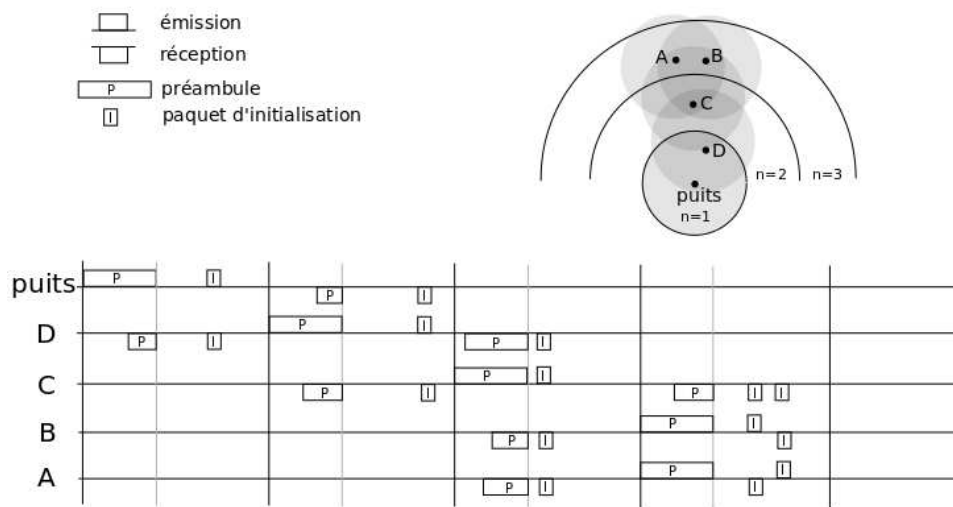 émission
réception
P préambule
I paquet d'initialisation
A B
C
D
n=2 n=3
puits
n=1
puits P I P I
D P I P I P I
C P I P I P I I
B P I P I I
A P I P I I